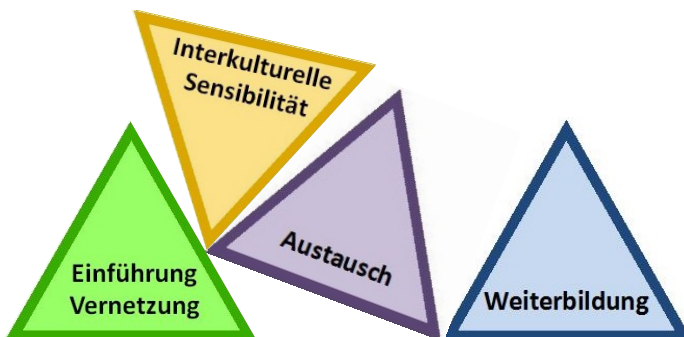 Interkulturelle
Sensibilität
Einführung
Vernetzung
Austausch
Weiterbildung